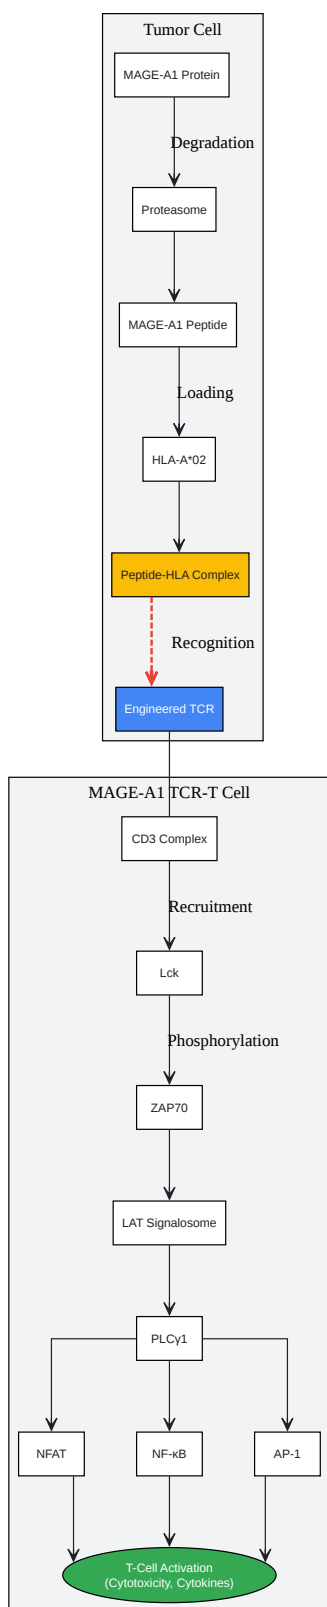 Tumor Cell
MAGE-A1 Protein
Degradation
Proteasome
MAGE-A1 Peptide
Loading
HLA-A*02
Peptide-HLA Complex
Recognition
Engineered TCR
MAGE-A1 TCR-T Cell
CD3 Complex
Recruitment
Lck
Phosphorylation
ZAP70
LAT Signalosome
PLCγ1
NFAT
NF-κB
AP-1
T-Cell Activation
(Cytotoxicity, Cytokines)